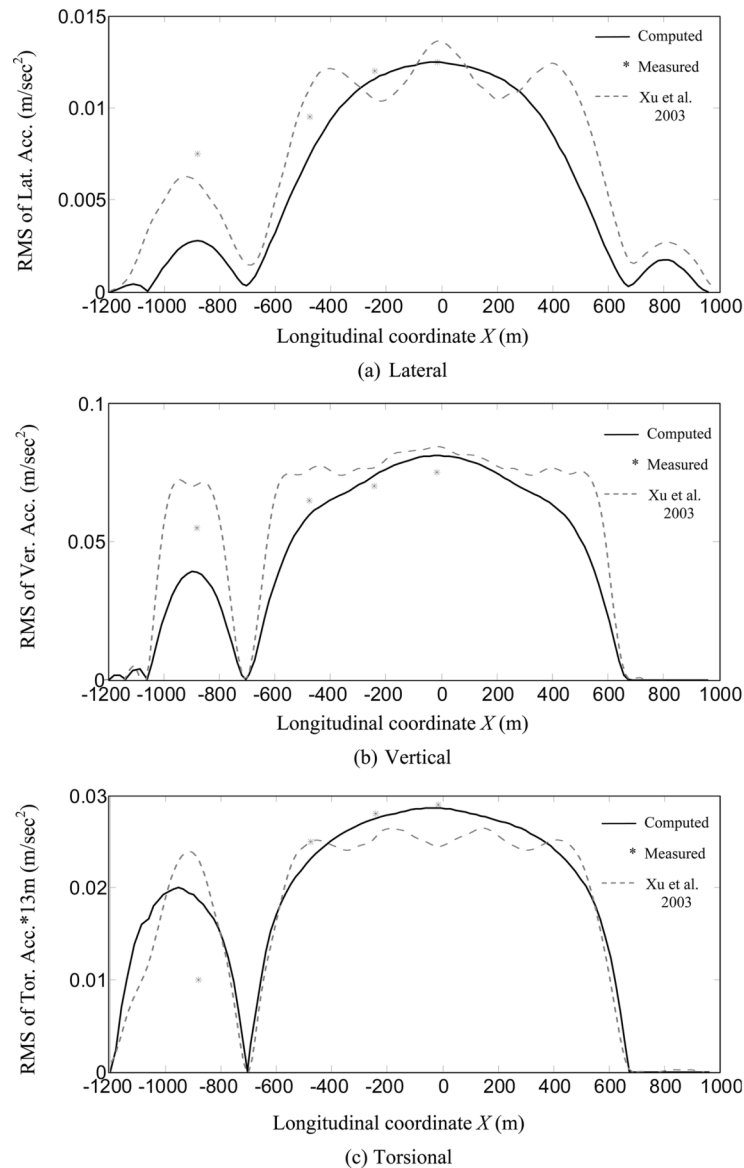 0.015
0.01
0.005
0
RMS of Lat. Acc. (m/sec²)
Computed
* Measured
Xu et al.
2003
-1200 -1000 -800 -600 -400 -200 0 200 400 600 800 1000
Longitudinal coordinate X (m)
(a) Lateral
0.1
0.05
0
RMS of Ver. Acc. (m/sec²)
Computed
* Measured
Xu et al.
2003
-1200 -1000 -800 -600 -400 -200 0 200 400 600 800 1000
Longitudinal coordinate X (m)
(b) Vertical
0.03
0.02
0.01
0
RMS of Tor. Acc.*13m (m/sec²)
Computed
* Measured
Xu et al.
2003
-1200 -1000 -800 -600 -400 -200 0 200 400 600 800 1000
Longitudinal coordinate X (m)
(c) Torsional